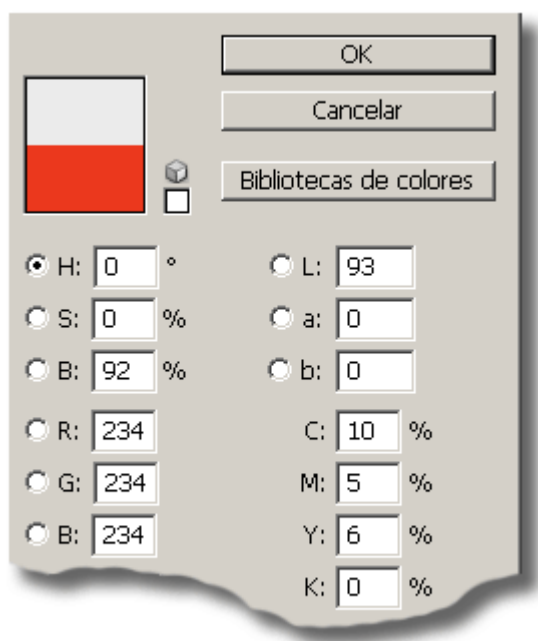 OK
Cancelar
Bibliotecas de colores
H: 0 ° L: 93
S: 0 % a: 0
B: 92 % b: 0
R: 234 C: 10 %
G: 234 M: 5 %
B: 234 Y: 6 %
K: 0 %